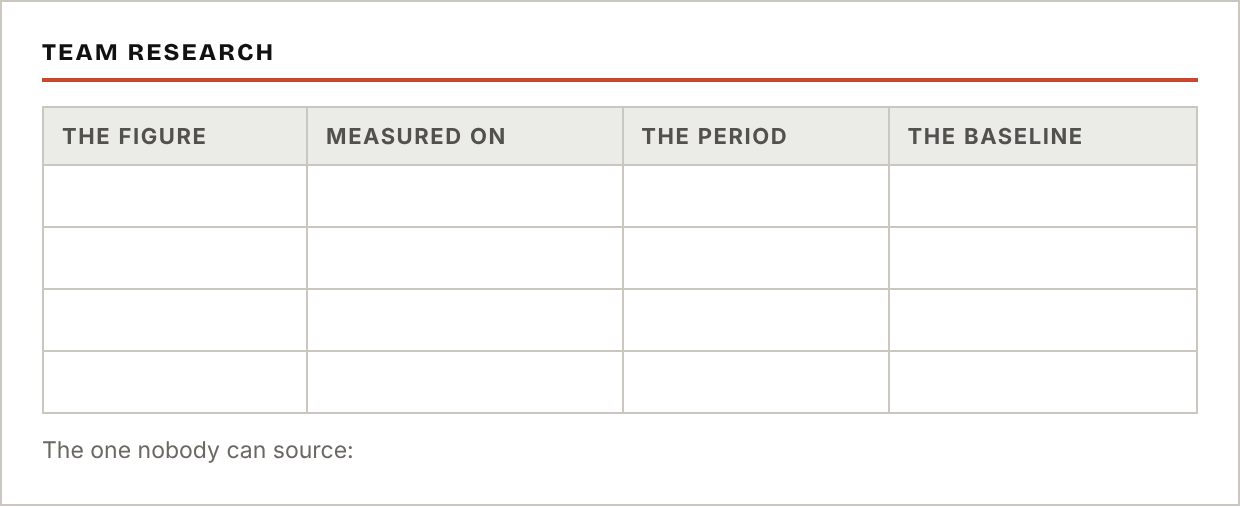 TEAM RESEARCH
THE FIGURE MEASURED ON THE PERIOD THE BASELINE
The one nobody can source: